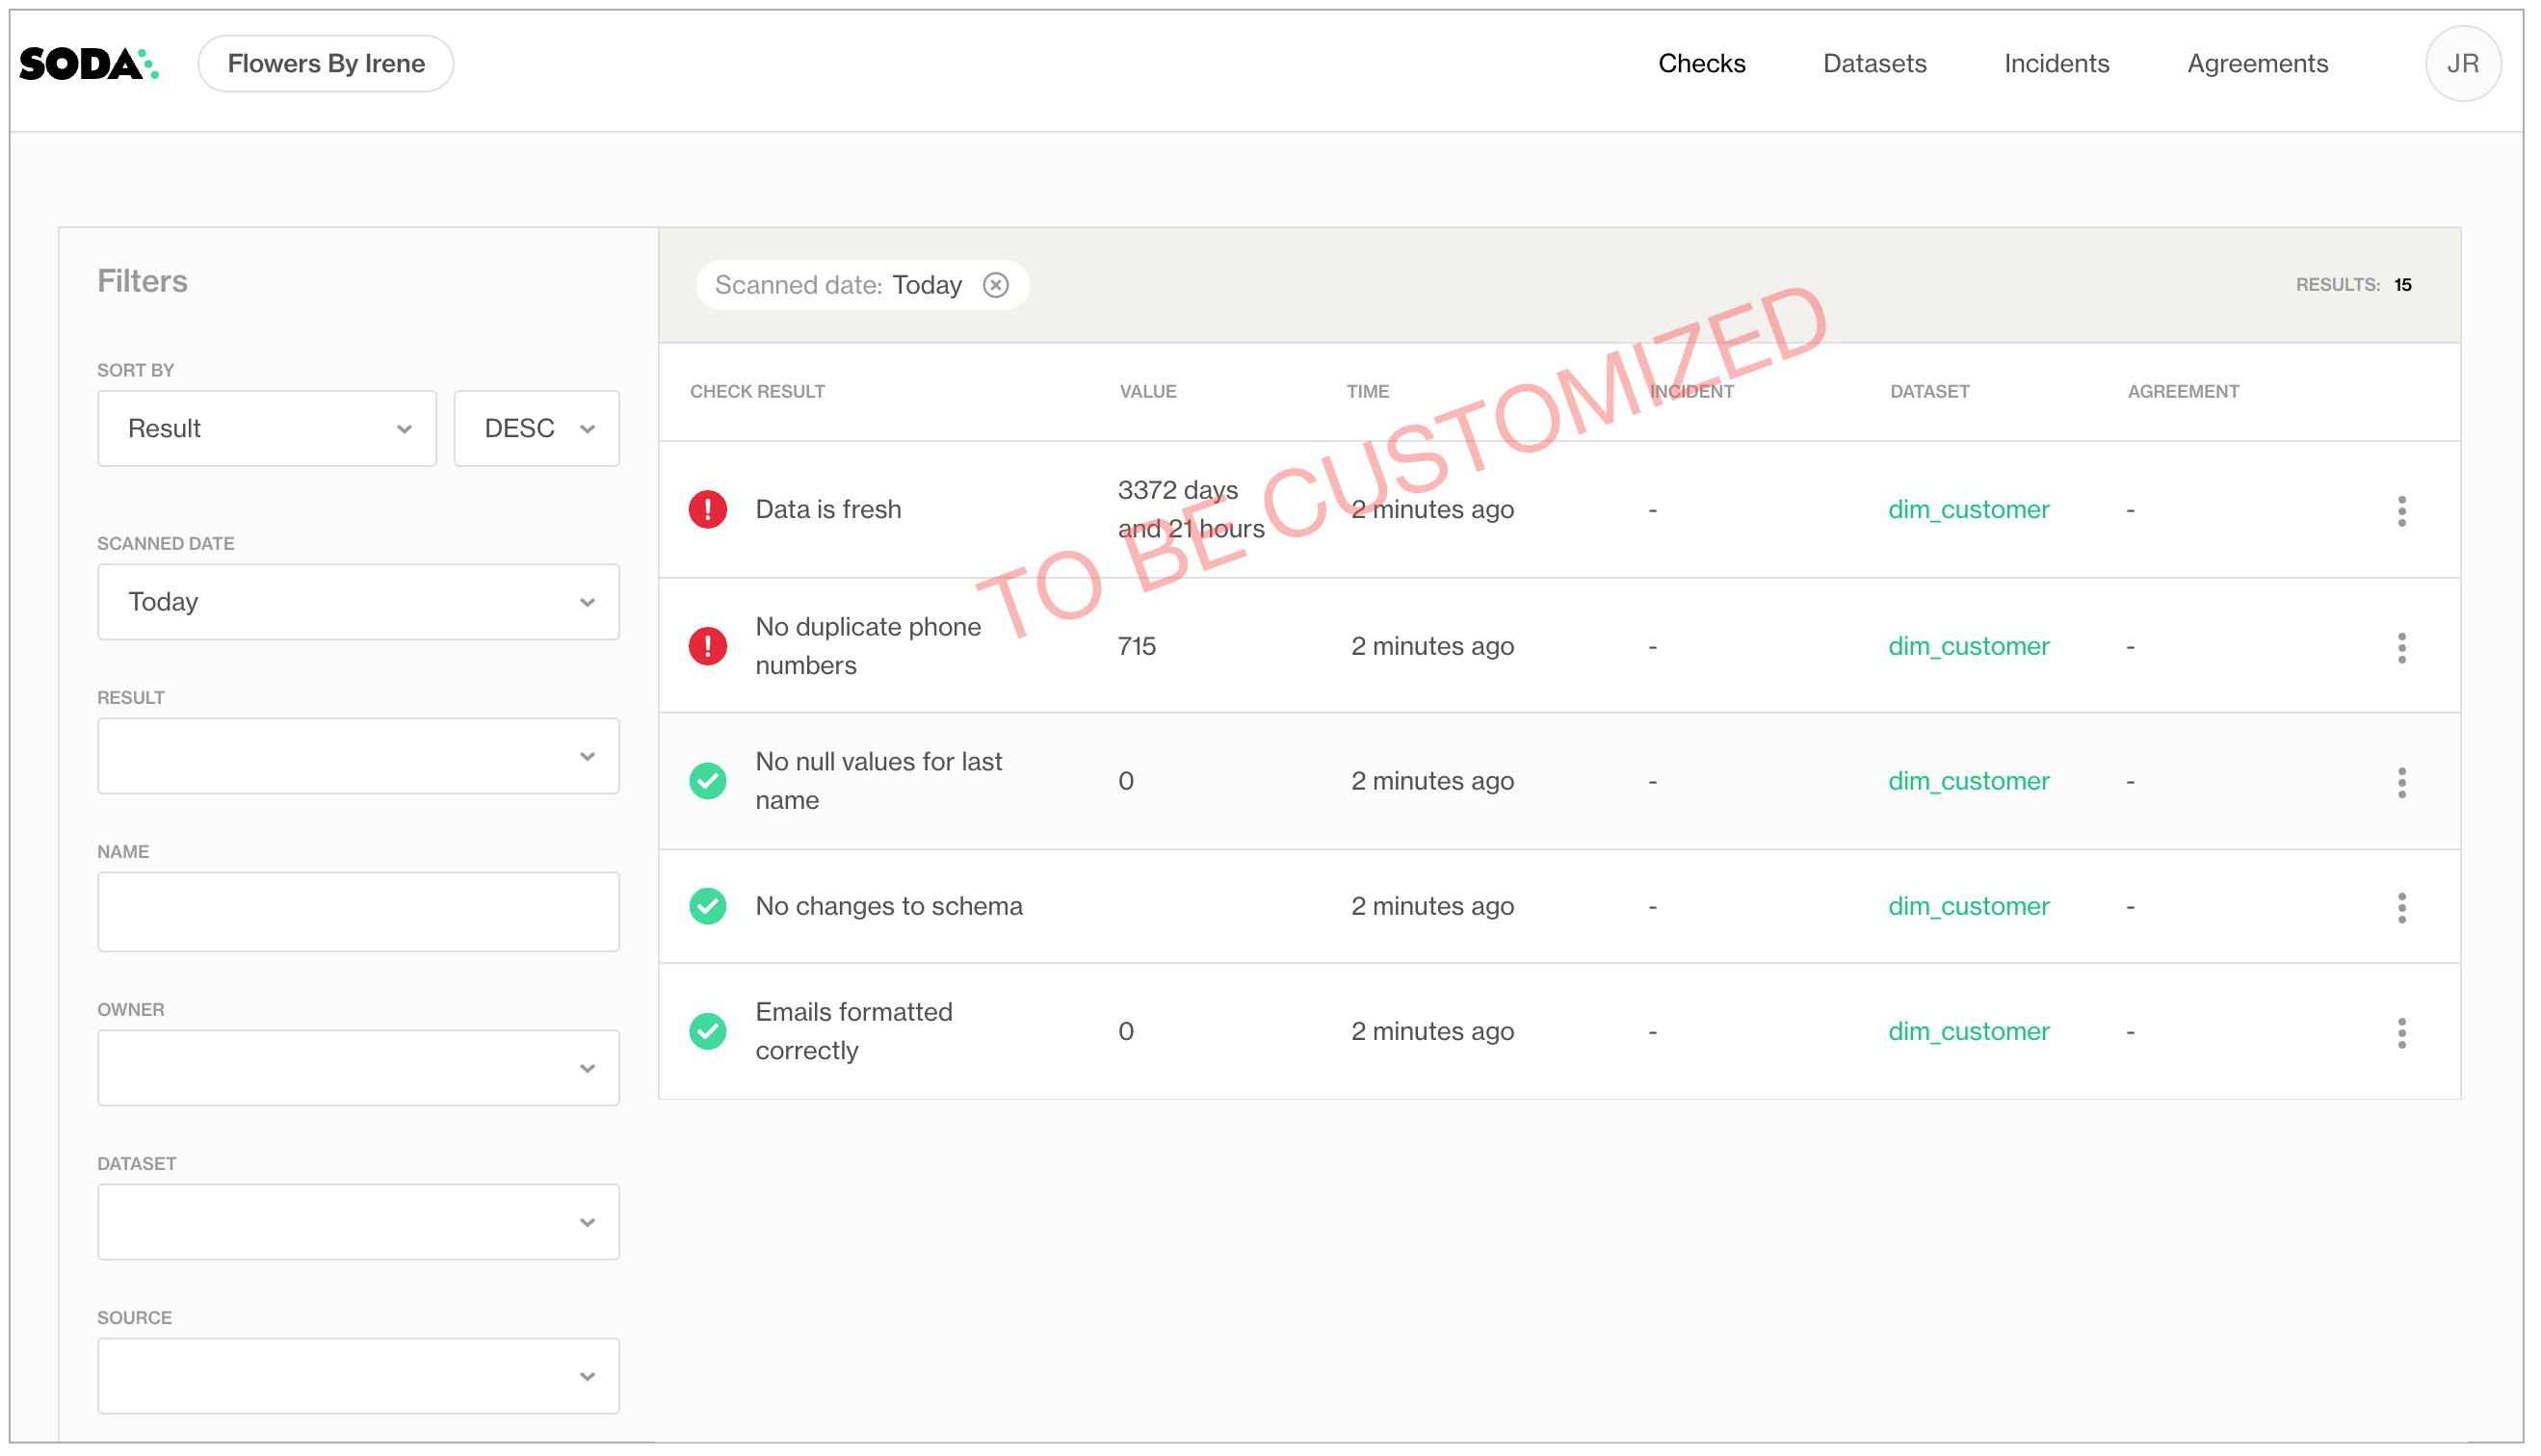 SODA
Flowers By Irene
Checks
Datasets
Incidents
Agreements
JR
Filters
SORT BY
Result
DESC
SCANNED DATE
Today
RESULT
NAME
OWNER
DATASET
SOURCE
Scanned date: Today
RESULTS: 15
CHECK RESULT
VALUE
TIME
INCIDENT
DATASET
AGREEMENT
Data is fresh
3372 days
and 21 hours
2 minutes ago
-
dim_customer
-
No duplicate phone
numbers
715
2 minutes ago
-
dim_customer
-
No null values for last
name
0
2 minutes ago
-
dim_customer
-
No changes to schema
2 minutes ago
-
dim_customer
-
Emails formatted
correctly
0
2 minutes ago
-
dim_customer
-
TO BE CUSTOMIZED